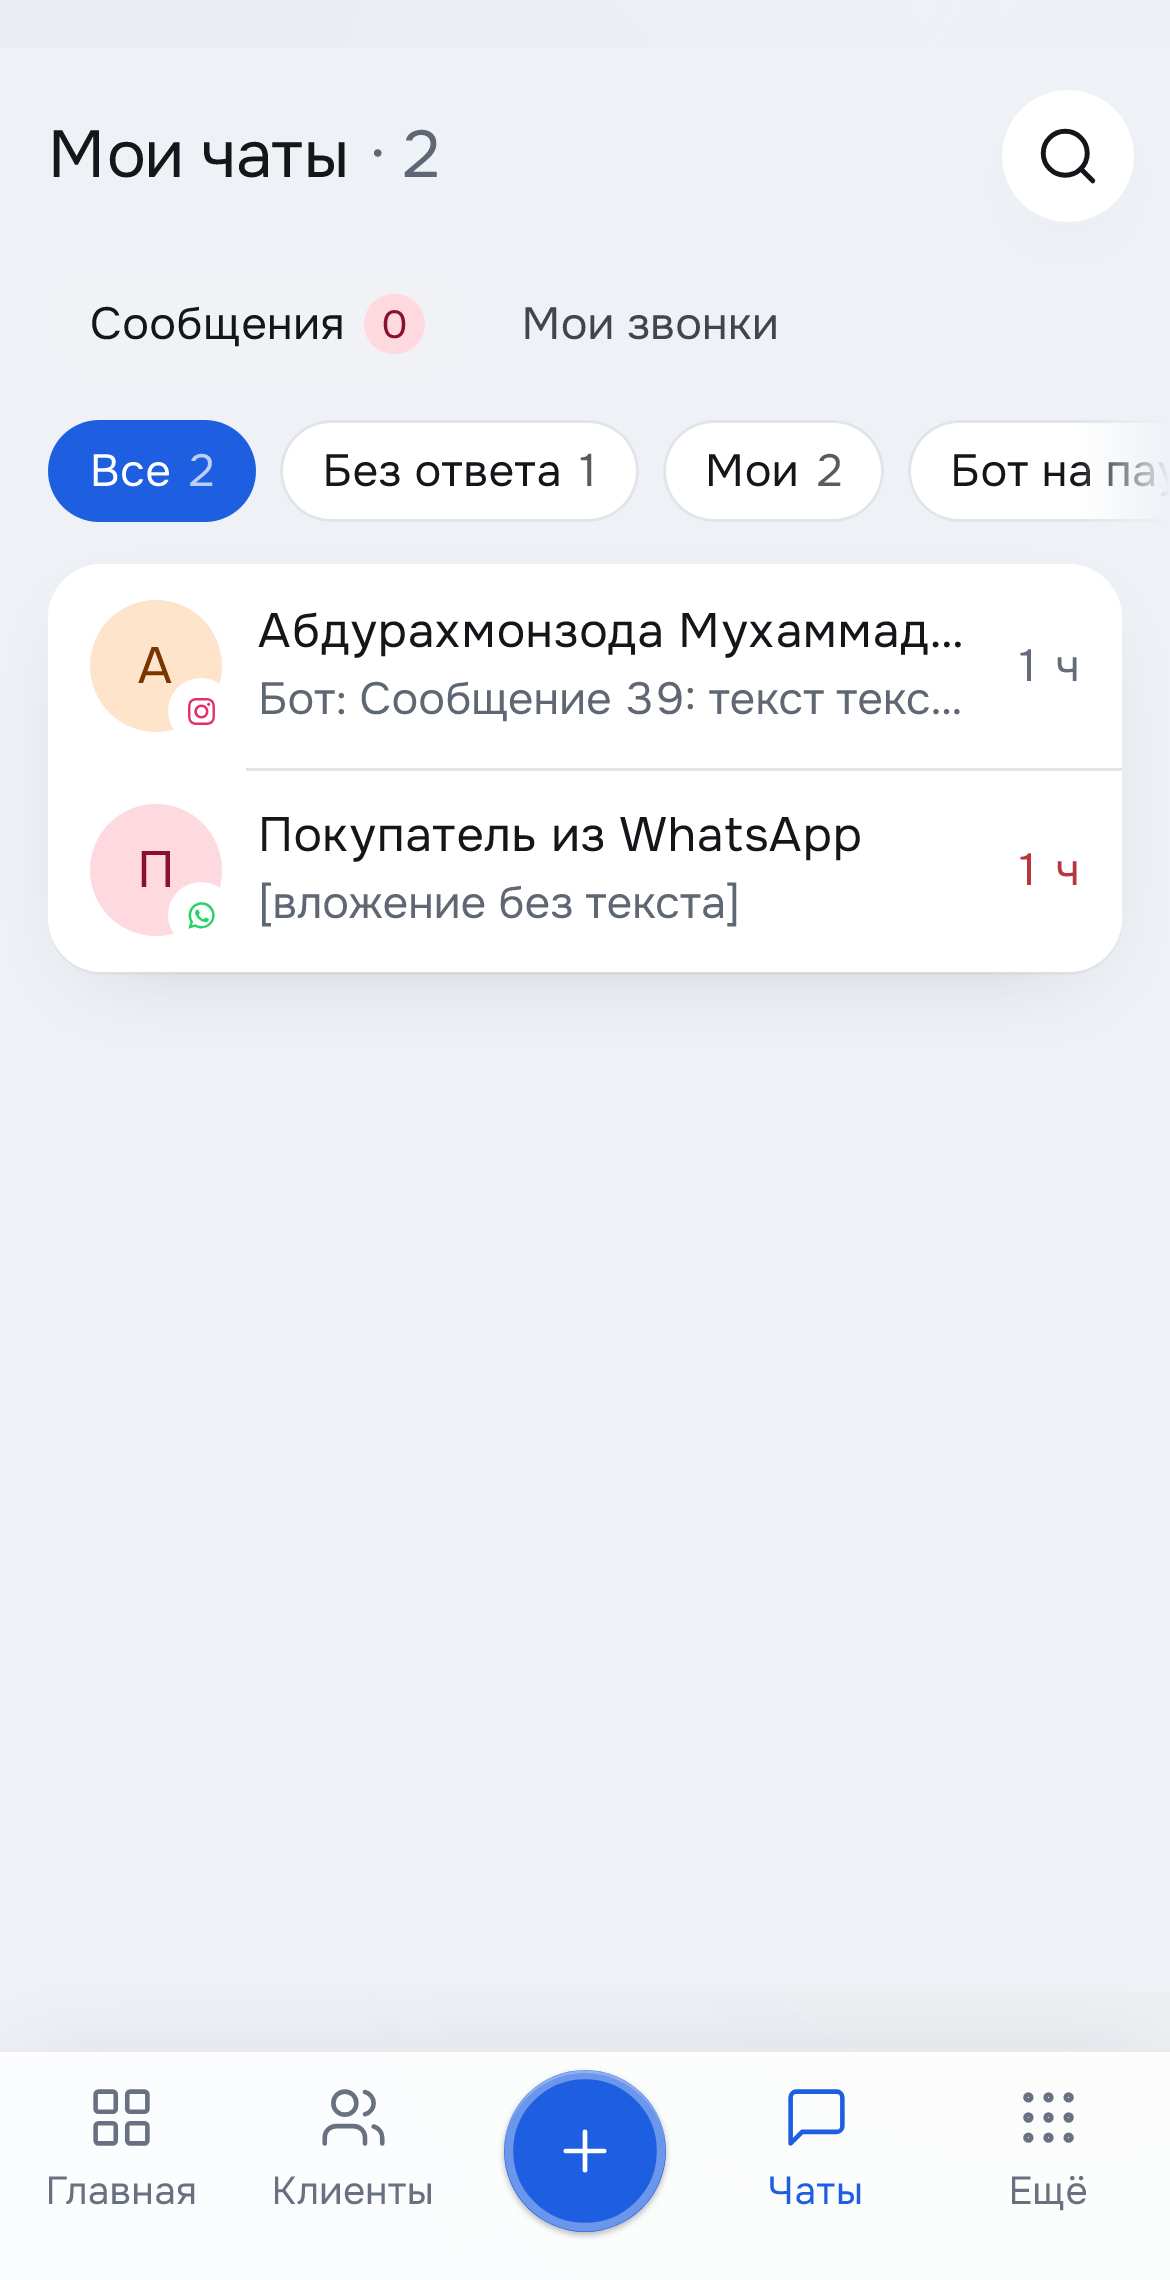 Мои чаты · 2
Сообщения 0 Мои звонки
Все 2 Без ответа 1 Мои 2 Бот на пау
А Абдурахмонзода Мухаммад... 1 ч
Бот: Сообщение 39: текст текс...
П Покупатель из WhatsApp 1 ч
[вложение без текста]
Главная Клиенты Чаты Ещё